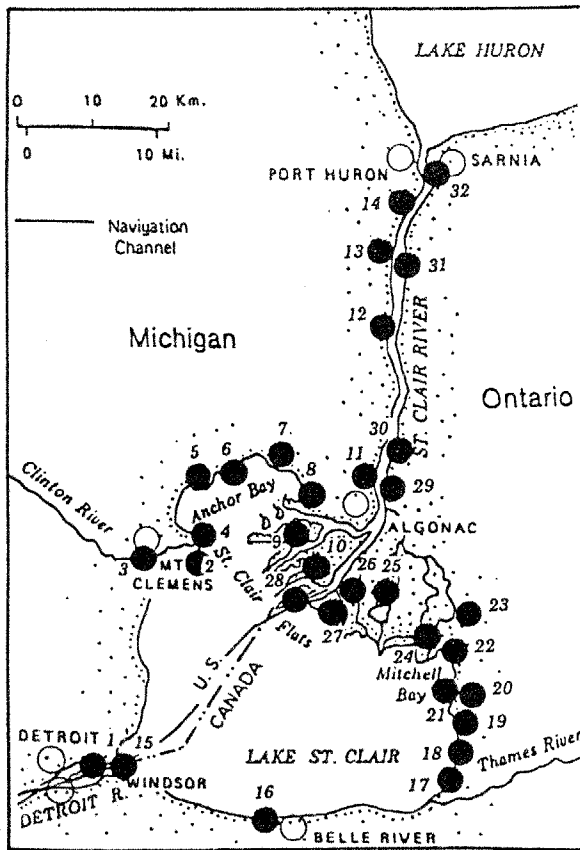 LAKE HURON
0 10 20 Km.
0 10 Mi.
PORT HURON
SARNIA
32
14
Navigation
Channel
13
31
12
Michigan
ST. CLAIR RIVER
Ontario
30
7
5
6
11
8
29
Clinton River
Anchor Bay
ALGONAC
4
9
10
3
MT.
CLEMENS
2
St. Clair
Flats
28
26
25
27
23
24
22
Mitchell
Bay
U.S.
CANADA
21
20
19
DETROIT
1
15
LAKE ST. CLAIR
18
Thames River
WINDSOR
17
DETROIT R.
16
BELLE RIVER